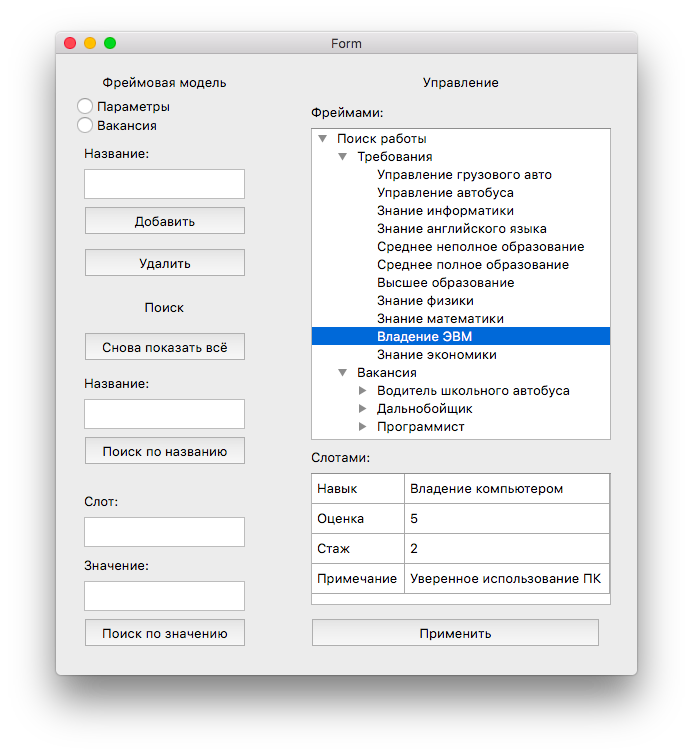 Form
Фреймовая модель
Параметры
Вакансия
Название:
Добавить
Удалить
Поиск
Снова показать всё
Название:
Поиск по названию
Слот:
Значение:
Поиск по значению
Управление
Фреймами:
Поиск работы
Требования
Управление грузового авто
Управление автобуса
Знание информатики
Знание английского языка
Среднее неполное образование
Среднее полное образование
Высшее образование
Знание физики
Знание математики
Владение ЭВМ
Знание экономики
Вакансия
Водитель школьного автобуса
Дальнобойщик
Программист
Слотами:
Навык Владение компьютером
Оценка 5
Стаж 2
Примечание Уверенное использование ПК
Применить